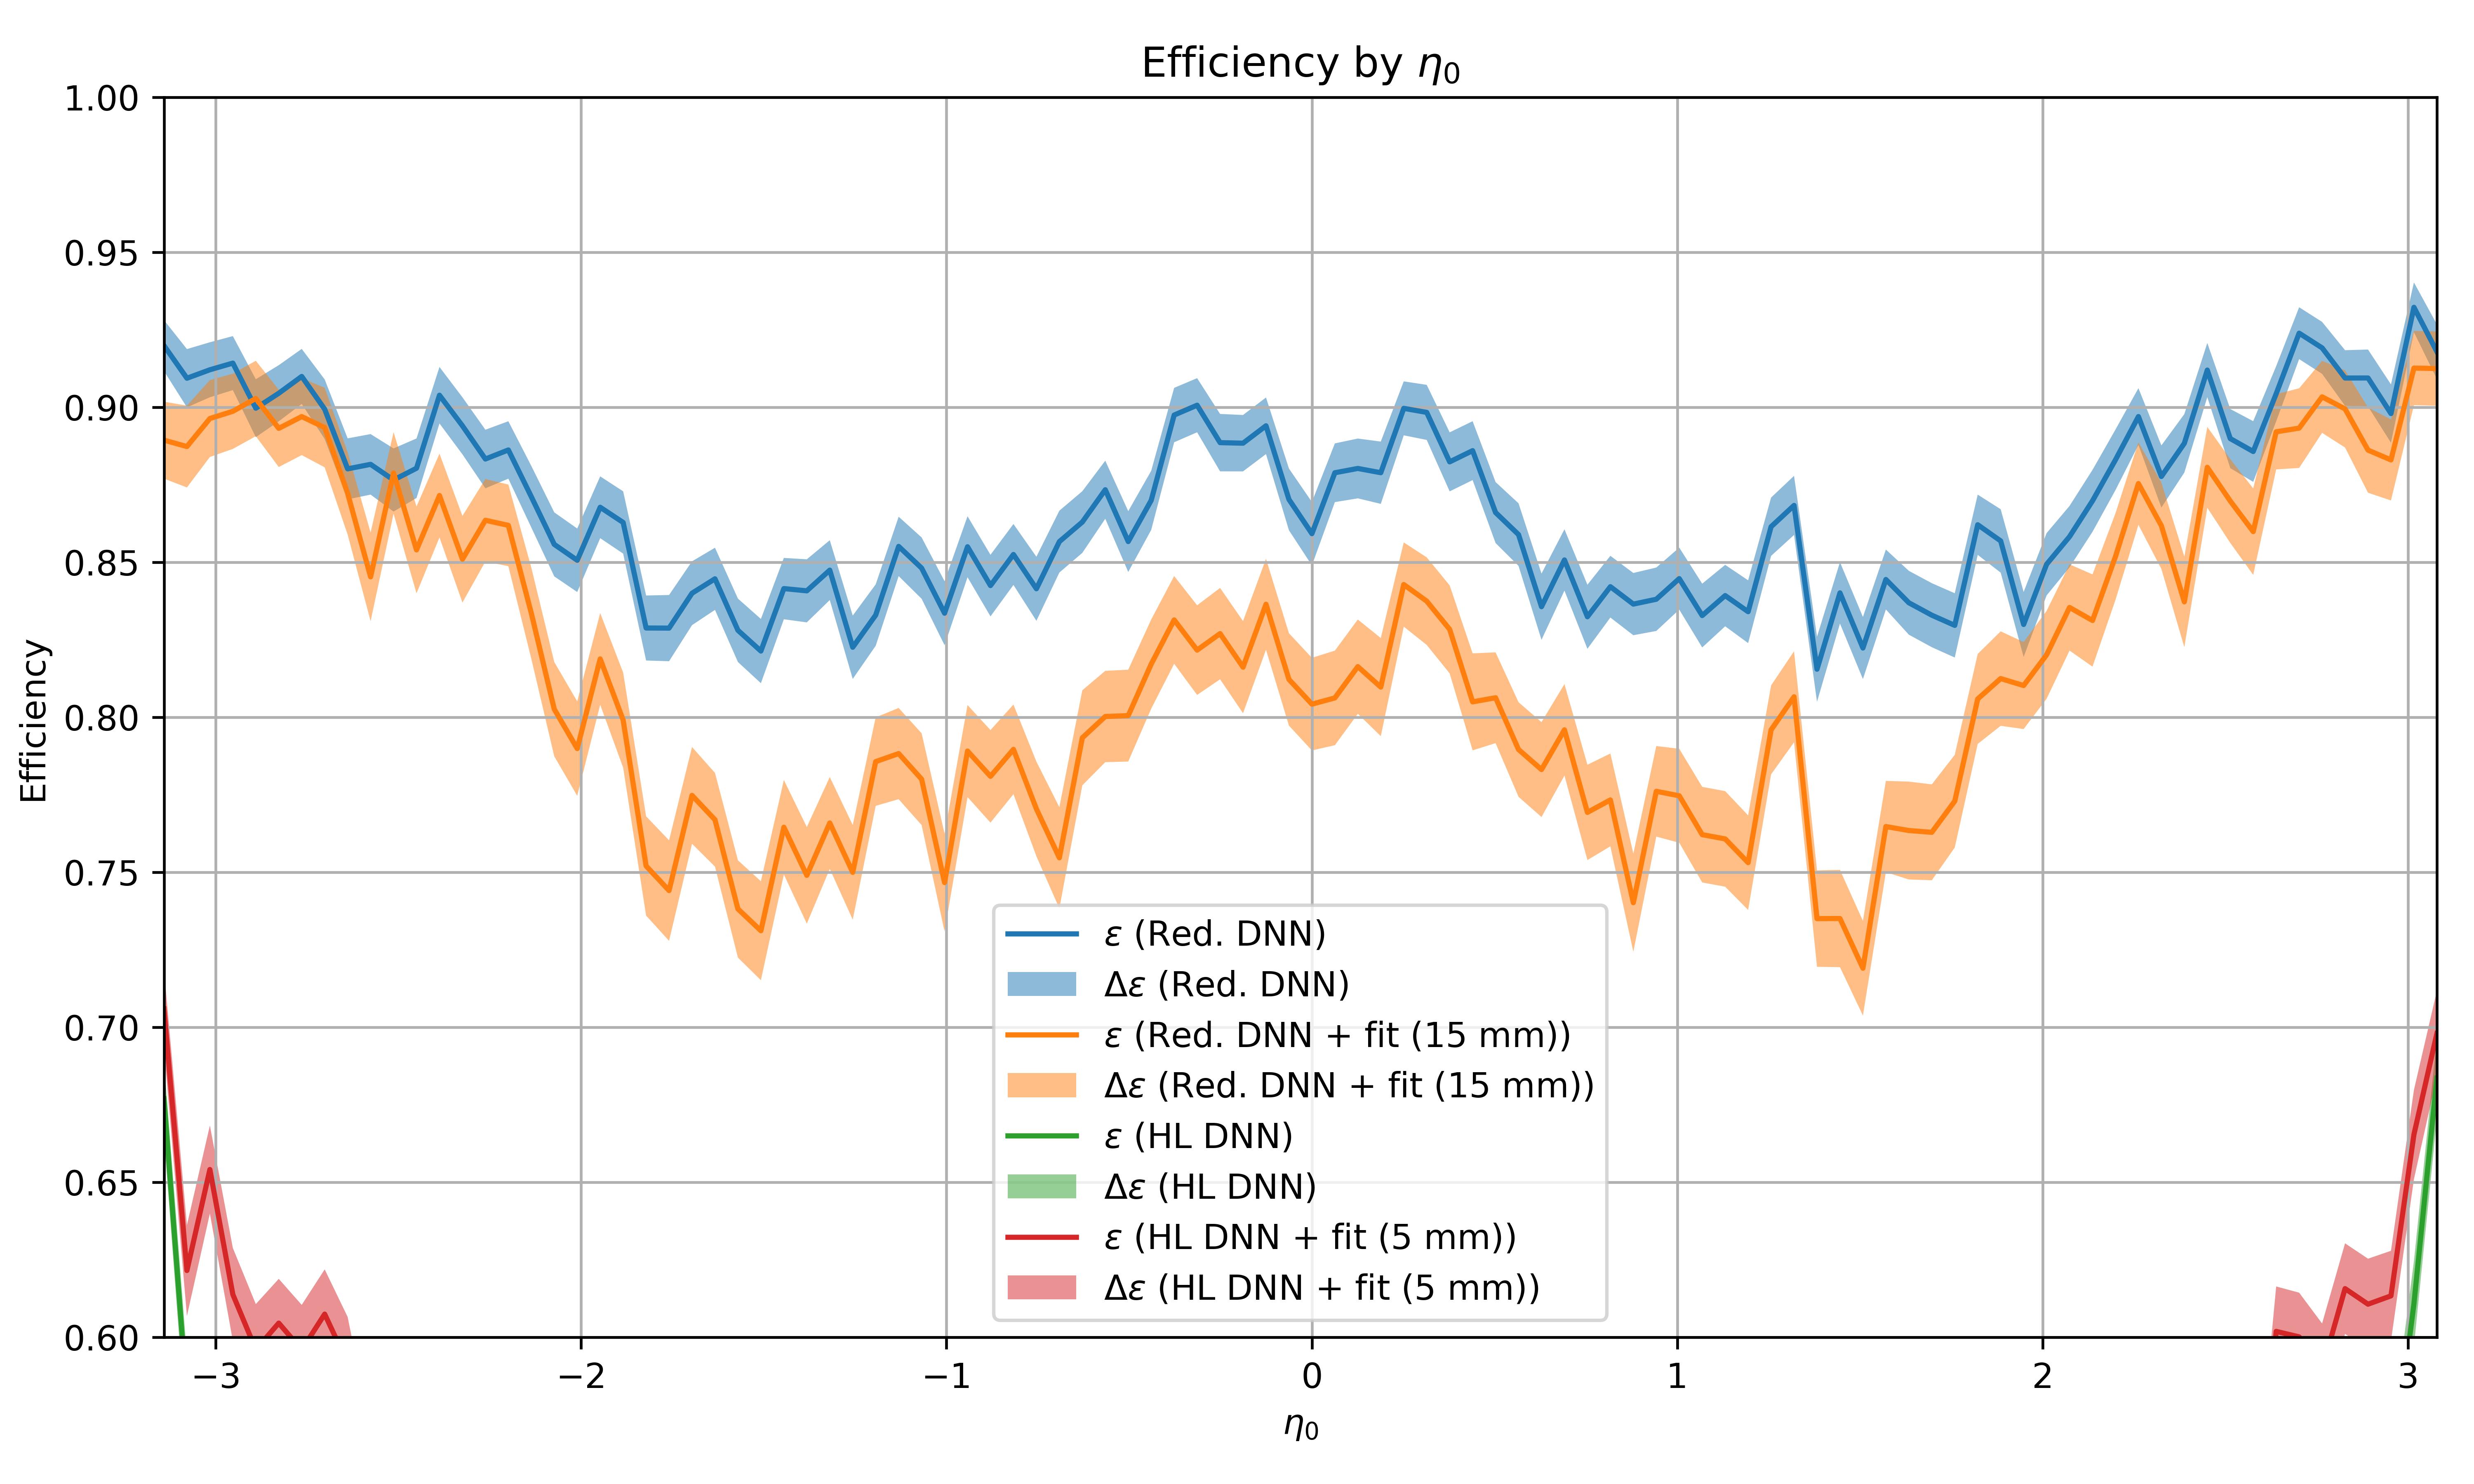 Efficiency by η₀
1.00
0.95
0.90
0.85
0.80
0.75
0.70
0.65
0.60
Efficiency
ε (Red. DNN)
Δε (Red. DNN)
ε (Red. DNN + fit (15 mm))
Δε (Red. DNN + fit (15 mm))
ε (HL DNN)
Δε (HL DNN)
ε (HL DNN + fit (5 mm))
Δε (HL DNN + fit (5 mm))
−3 −2 −1 0 1 2 3
η₀